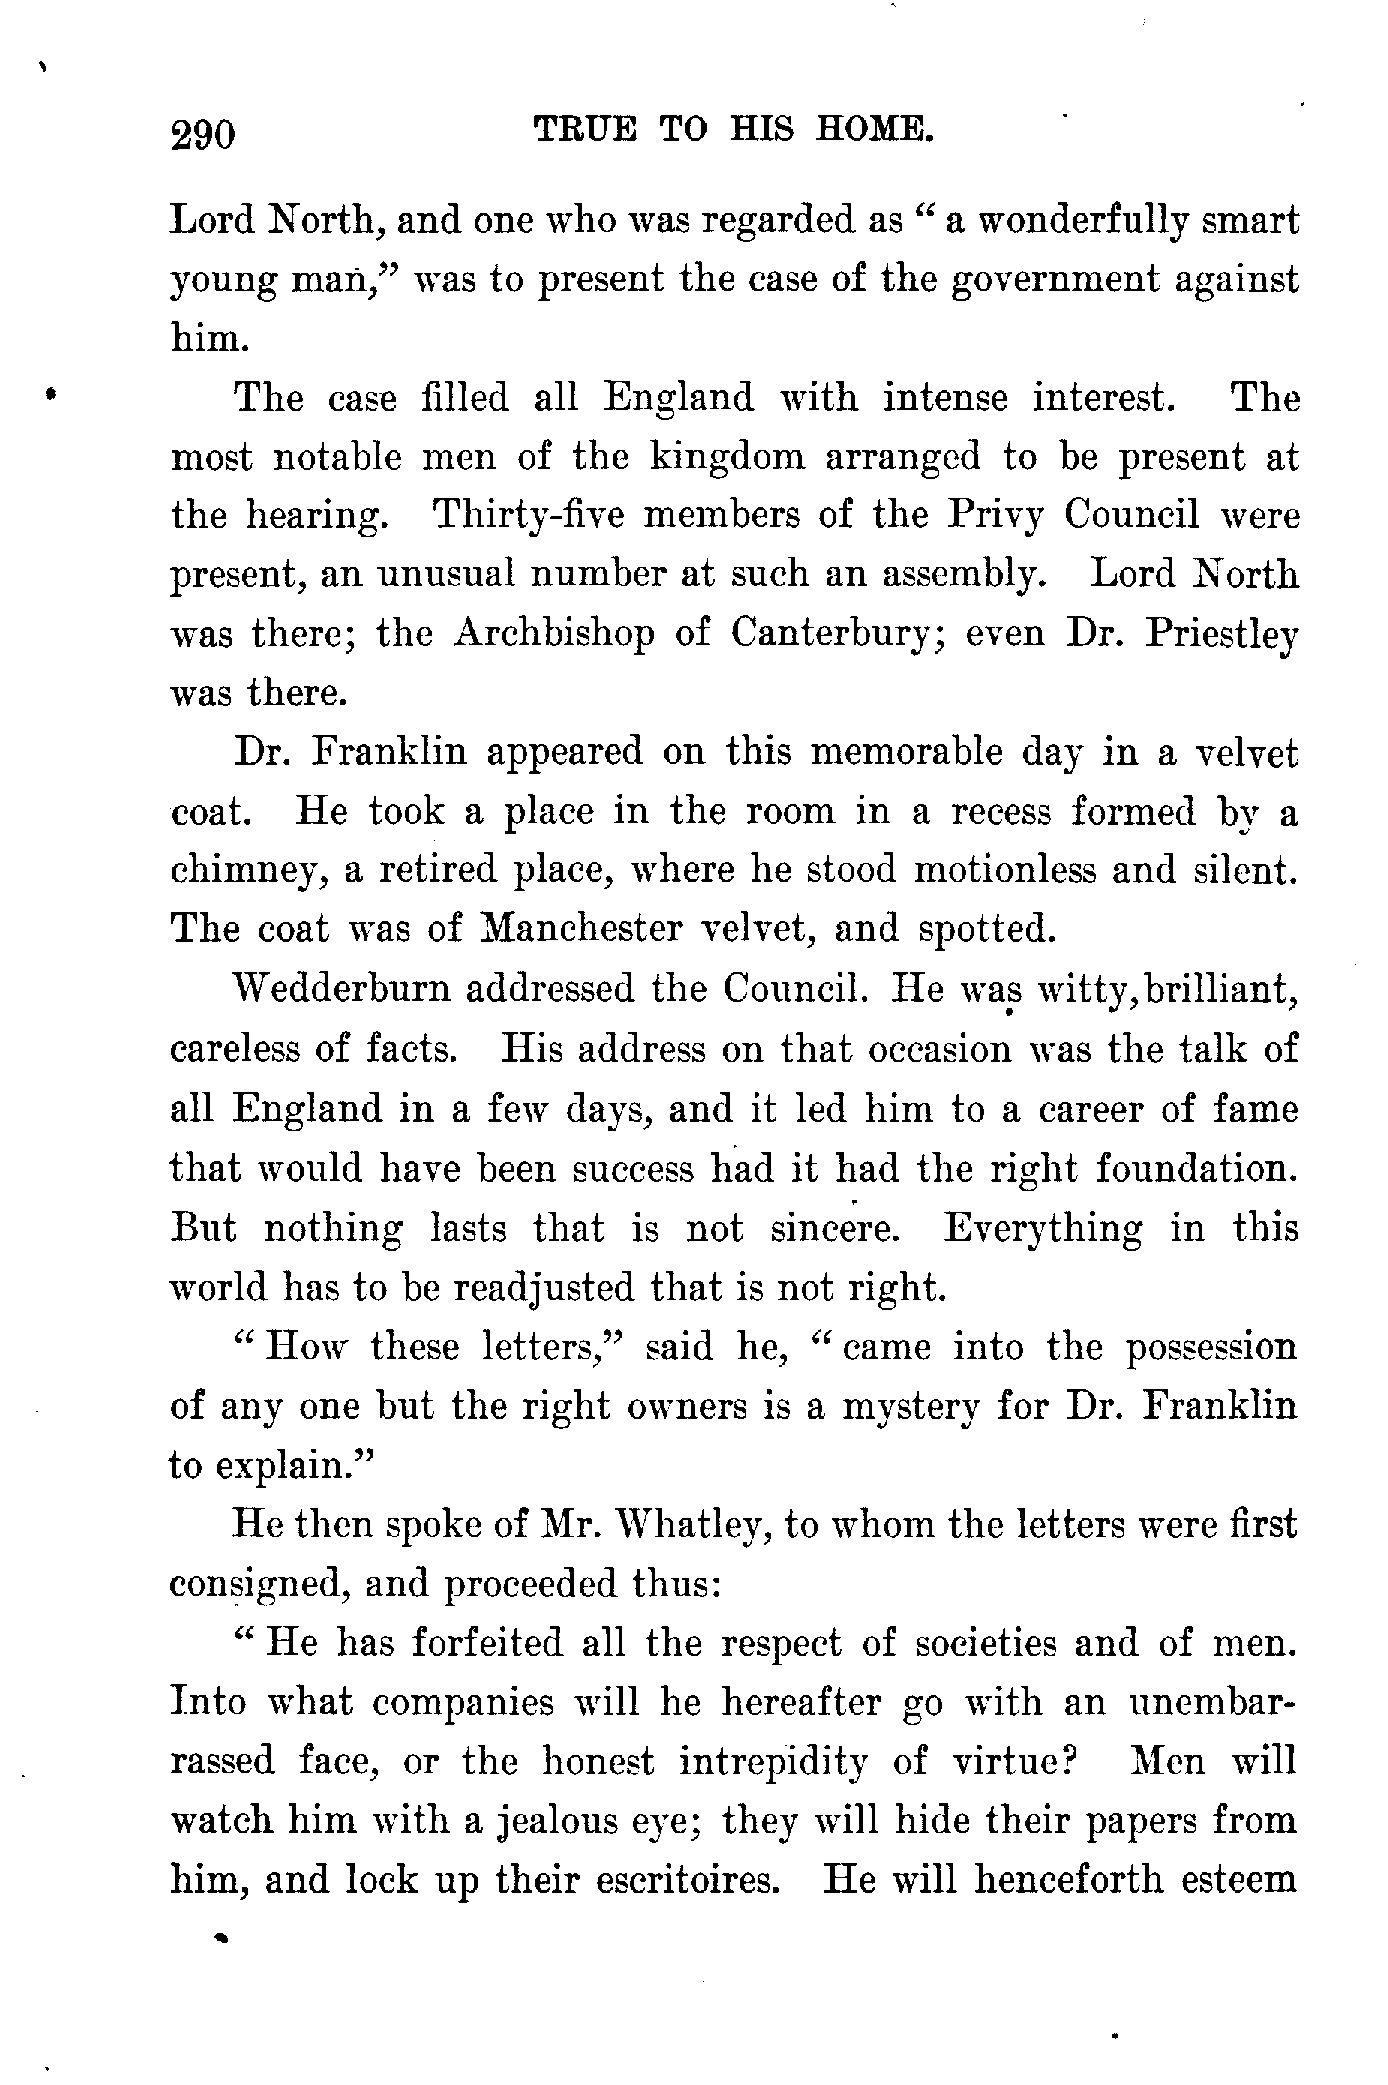 290 TRUE TO HIS HOME.
Lord North, and one who was regarded as “ a wonderfully smart
young man,” was to present the case of the government against
him.
The case filled all England with intense interest. The
most notable men of the kingdom arranged to be present at
the hearing. Thirty-five members of the Privy Council were
present, an unusual number at such an assembly. Lord North
was there; the Archbishop of Canterbury; even Dr. Priestley
was there.
Dr. Franklin appeared on this memorable day in a velvet
coat. He took a place in the room in a recess formed by a
chimney, a retired place, where he stood motionless and silent.
The coat was of Manchester velvet, and spotted.
Wedderburn addressed the Council. He was witty, brilliant,
careless of facts. His address on that occasion was the talk of
all England in a few days, and it led him to a career of fame
that would have been success had it had the right foundation.
But nothing lasts that is not sincere. Everything in this
world has to be readjusted that is not right.
“ How these letters,” said he, “ came into the possession
of any one but the right owners is a mystery for Dr. Franklin
to explain.”
He then spoke of Mr. Whatley, to whom the letters were first
consigned, and proceeded thus:
“ He has forfeited all the respect of societies and of men.
Into what companies will he hereafter go with an unembar-
rassed face, or the honest intrepidity of virtue? Men will
watch him with a jealous eye; they will hide their papers from
him, and lock up their escritoires. He will henceforth esteem